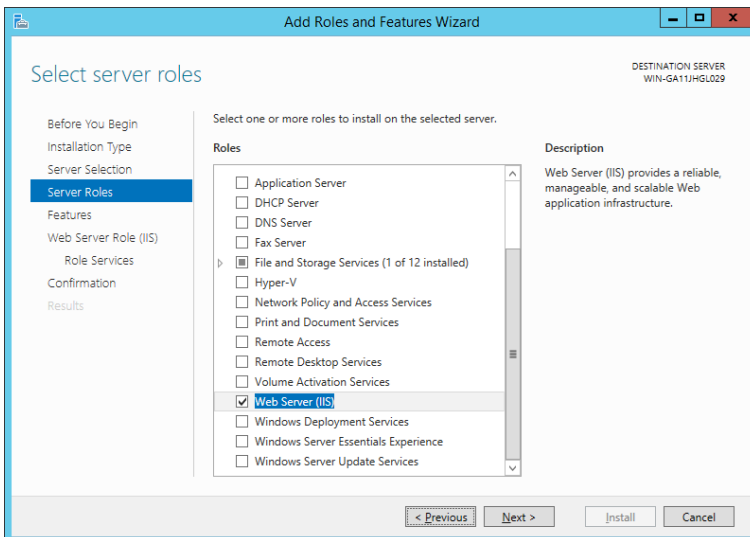 Add Roles and Features Wizard
Select server roles
DESTINATION SERVER
WIN-GA11JHGL029
Before You Begin
Installation Type
Server Selection
Server Roles
Features
Web Server Role (IIS)
Role Services
Confirmation
Results
Select one or more roles to install on the selected server.
Roles
Application Server
DHCP Server
DNS Server
Fax Server
File and Storage Services (1 of 12 installed)
Hyper-V
Network Policy and Access Services
Print and Document Services
Remote Access
Remote Desktop Services
Volume Activation Services
Web Server (IIS)
Windows Deployment Services
Windows Server Essentials Experience
Windows Server Update Services
Description
Web Server (IIS) provides a reliable,
manageable, and scalable Web
application infrastructure.
< Previous
Next >
Install
Cancel